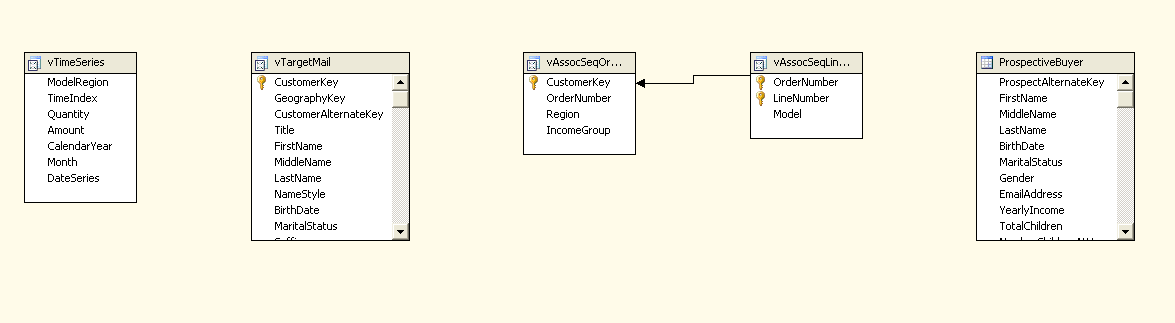 vTimeSeries
ModelRegion
TimeIndex
Quantity
Amount
CalendarYear
Month
DateSeries
vTargetMail
CustomerKey
GeographyKey
CustomerAlternateKey
Title
FirstName
MiddleName
LastName
NameStyle
BirthDate
MaritalStatus
vAssocSeqOr...
CustomerKey
OrderNumber
Region
IncomeGroup
vAssocSeqLin...
OrderNumber
LineNumber
Model
ProspectiveBuyer
ProspectAlternateKey
FirstName
MiddleName
LastName
BirthDate
MaritalStatus
Gender
EmailAddress
YearlyIncome
TotalChildren